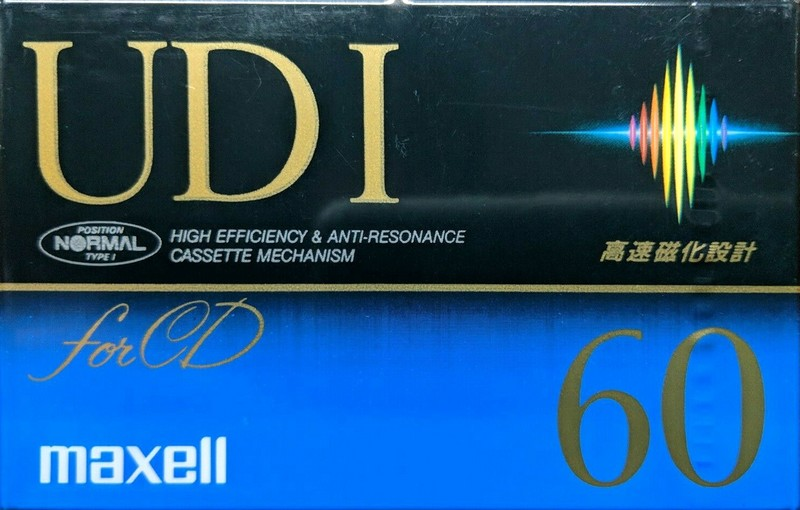 UDI
POSITION
NORMAL
TYPE I
HIGH EFFICIENCY & ANTI-RESONANCE
CASSETTE MECHANISM
高速磁化設計
for CD
60
maxell